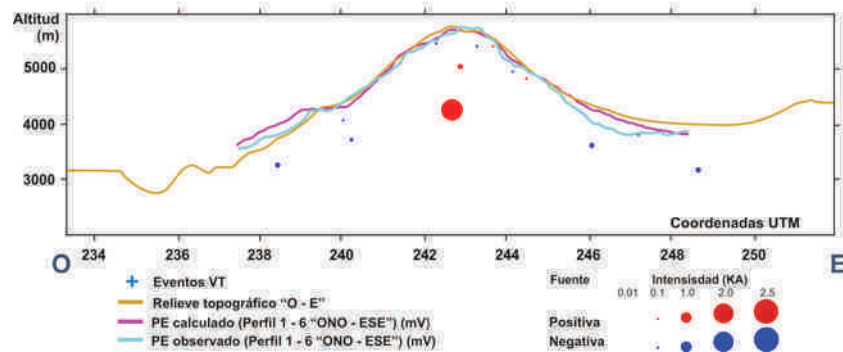 Altitud
(m)
5000
4000
3000
Coordenadas UTM
234 236 238 240 242 244 246 248 250
O E
Eventos VT
Relieve topográfico "O - E"
PE calculado (Perfil 1 - 6 "ONO - ESE") (mV)
PE observado (Perfil 1 - 6 "ONO - ESE") (mV)
Fuente Intensisdad (KA)
0.01 0.1 1.0 2.0 2.5
Positiva
Negativa